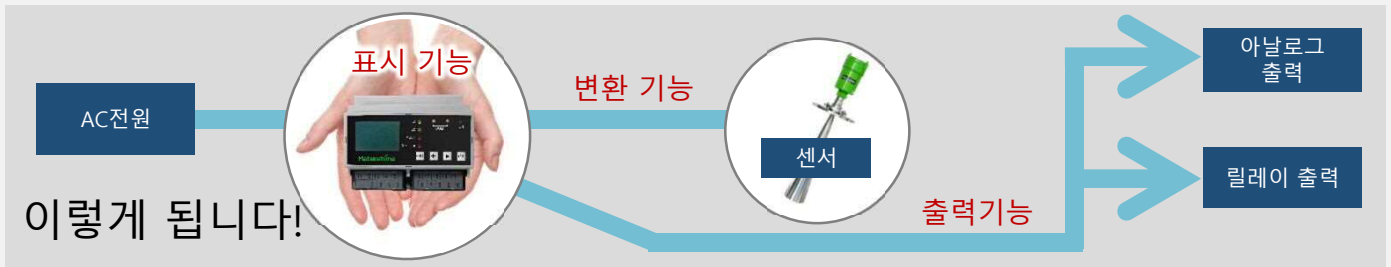 표시 기능
변환 기능
AC전원
Matsushima
센서
아날로그
출력
릴레이 출력
출력기능
이렇게 됩니다!